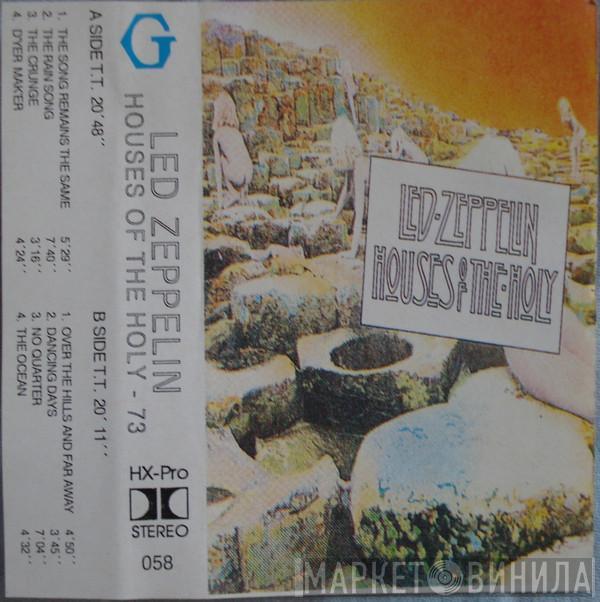 A SIDE T.T. 20'48''
1. THE SONG REMAINS THE SAME 5:29''
2. THE RAIN SONG 7:40''
3. THE CRUNGE 3'16''
4. D'YER MAK'ER 4'24''
B SIDE T.T. 20'11''
1. OVER THE HILLS AND FAR AWAY 4'50''
2. DANCING DAYS 3'45''
3. NO QUARTER 7'04''
4. THE OCEAN 4'32''
G
LED ZEPPELIN
HOUSES OF THE HOLY - 73
HX-Pro
STEREO
058
LED·ZEPPELIN
HOUSES OF THE·HOLY
МАРКЕТ ВИНИЛА